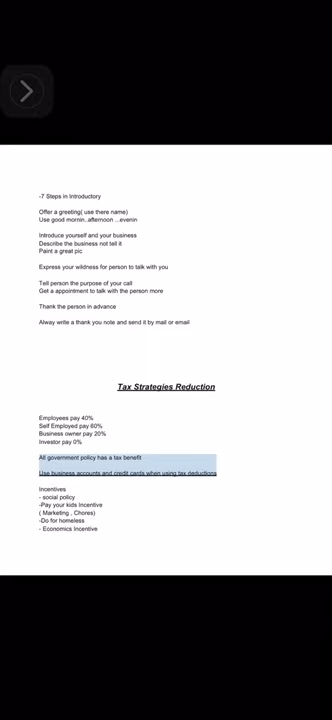 -7 Steps in Introductory
Offer a greeting( use there name)
Use good mornin..afternoon ...evenin
Introduce yourself and your business
Describe the business not tell it
Paint a great pic
Express your wildness for person to talk with you
Tell person the purpose of your call
Get a appointment to talk with the person more
Thank the person in advance
Alway write a thank you note and send it by mail or email
Tax Strategies Reduction
Employees pay 40%
Self Employed pay 60%
Business owner pay 20%
Investor pay 0%
All government policy has a tax benefit
Use business accounts and credit cards when using tax deductions
Incentives
- social policy
-Pay your kids Incentive
( Marketing , Chores)
-Do for homeless
- Economics Incentive